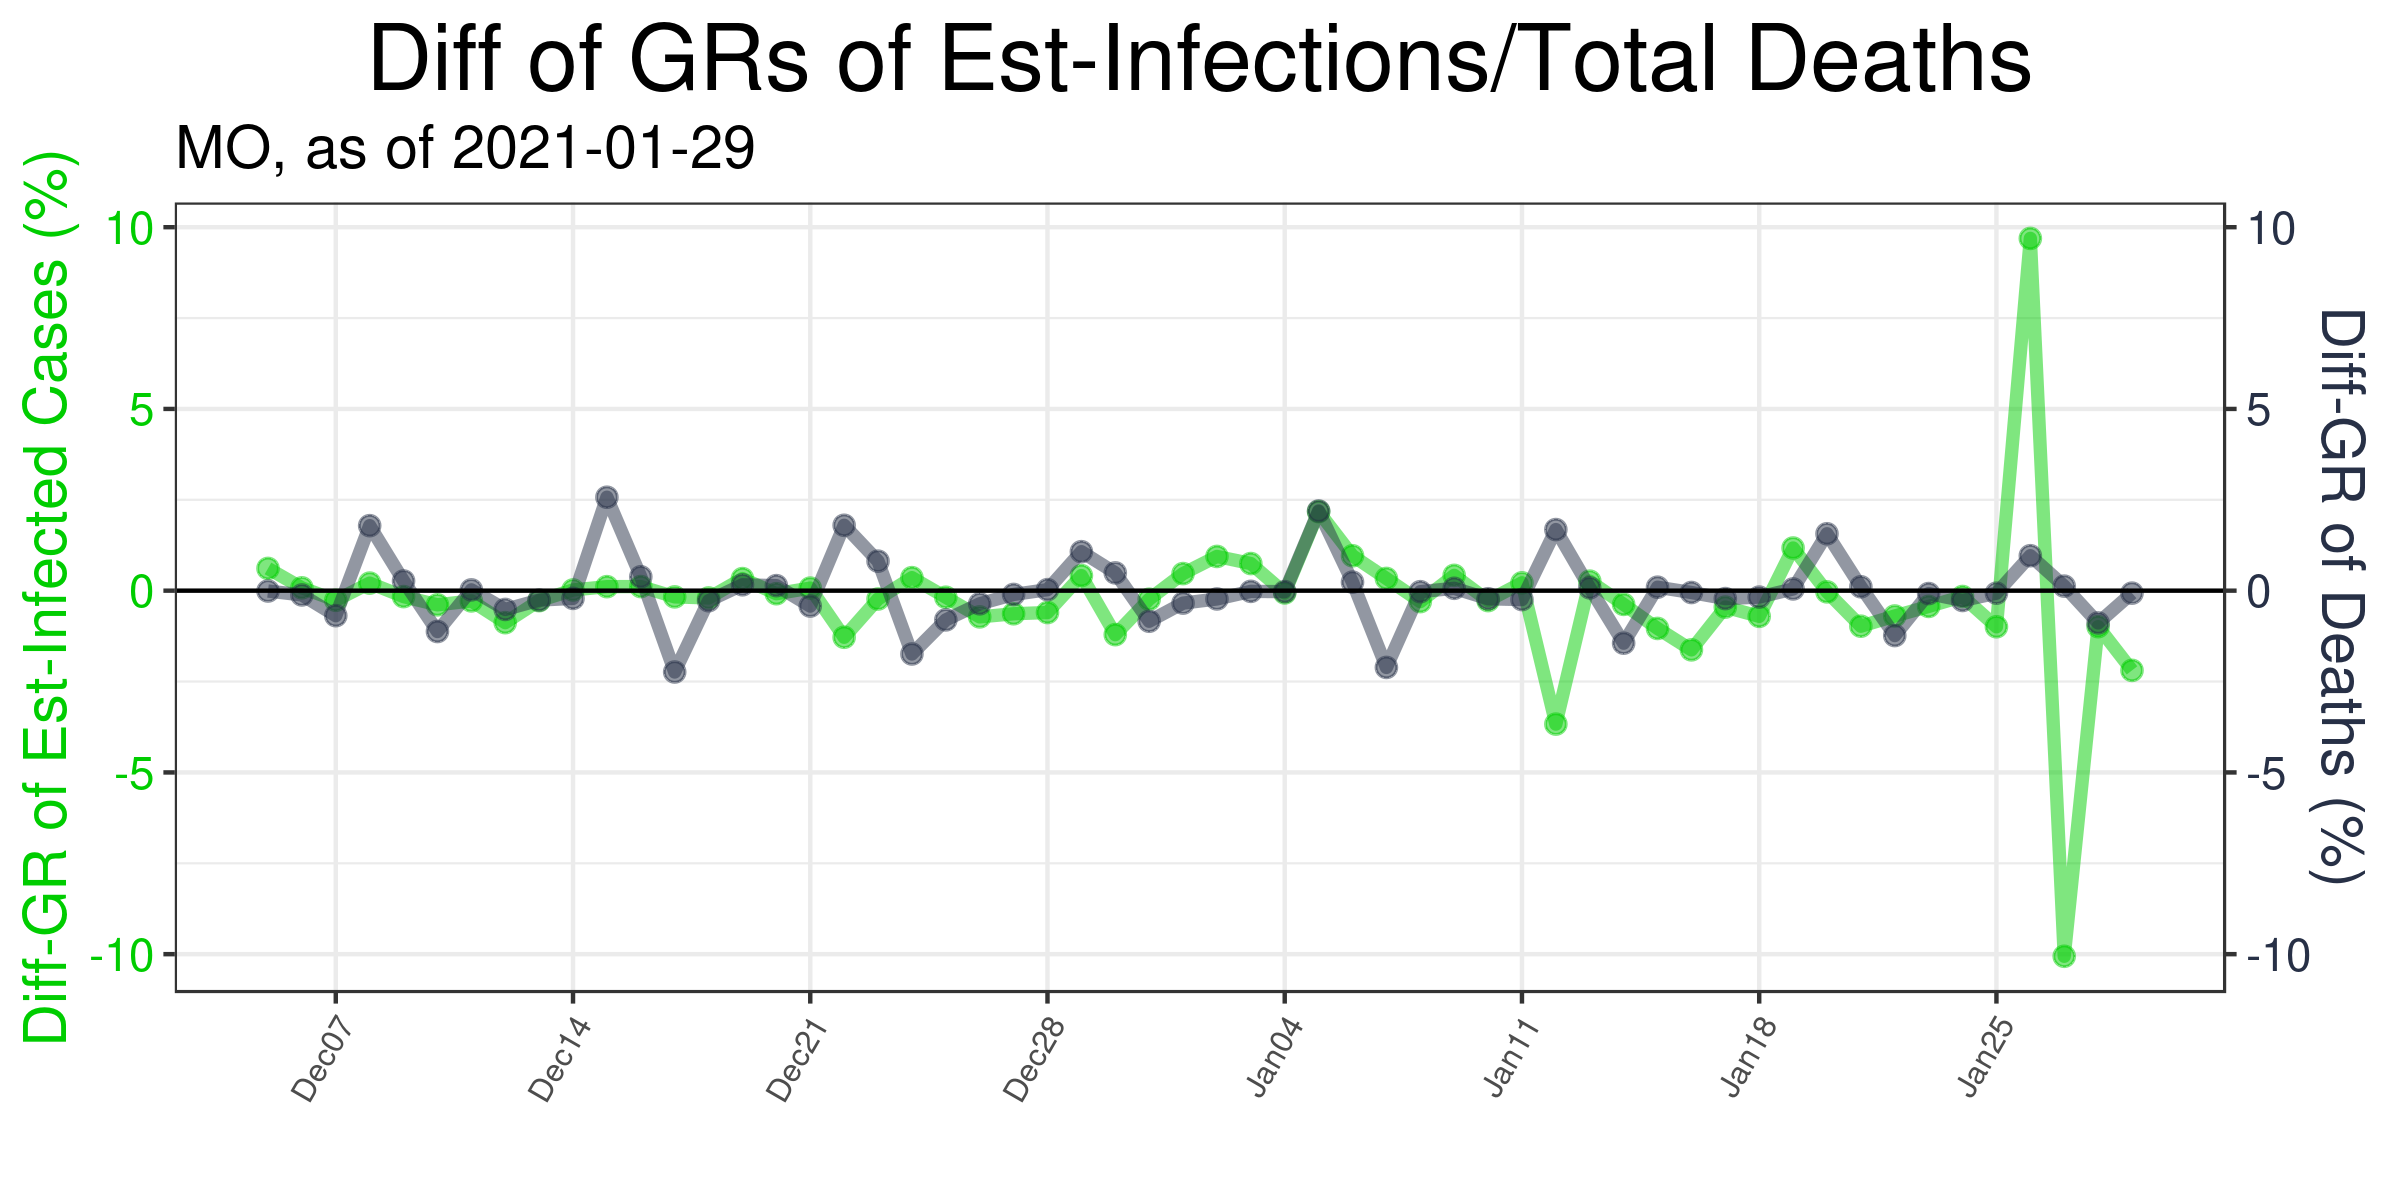 Diff of GRs of Est-Infections/Total Deaths
MO, as of 2021-01-29
Diff-GR of Est-Infected Cases (%)
10
5
0
-5
-10
10
5
0
-5
-10
Diff-GR of Deaths (%)
Dec07
Dec14
Dec21
Dec28
Jan04
Jan11
Jan18
Jan25